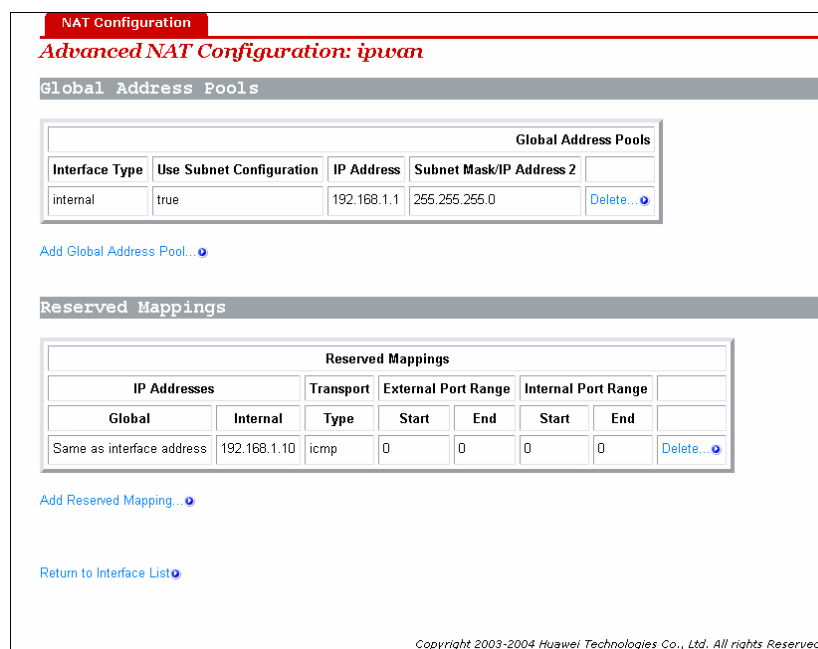 NAT Configuration
Advanced NAT Configuration: ipwan
Global Address Pools
Global Address Pools
Interface Type Use Subnet Configuration IP Address Subnet Mask/IP Address 2
internal true 192.168.1.1 255.255.255.0 Delete...
Add Global Address Pool...
Reserved Mappings
Reserved Mappings
IP Addresses Transport External Port Range Internal Port Range
Global Internal Type Start End Start End
Same as interface address 192.168.1.10 icmp 0 0 0 0 Delete...
Add Reserved Mapping...
Return to Interface List
Copyright 2003-2004 Huawei Technologies Co., Ltd. All rights Reserved